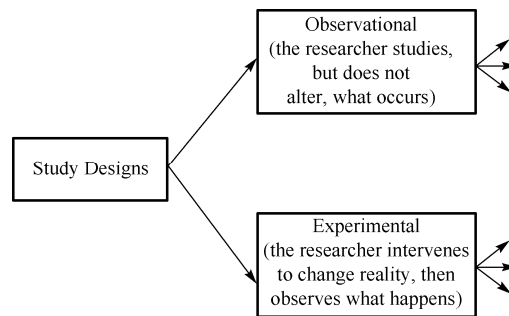 Observational
(the researcher studies,
but does not
alter, what occurs)
Study Designs
Experimental
(the researcher intervenes
to change reality, then
observes what happens)